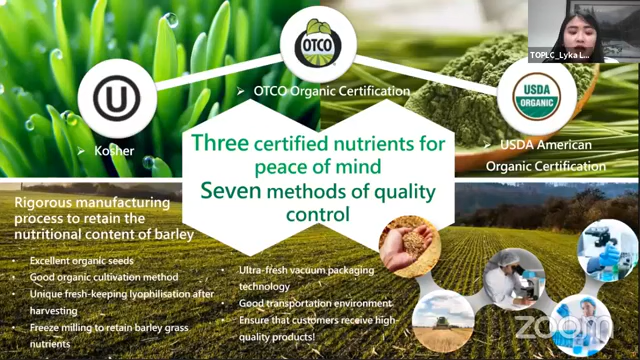 TOPLC_Lyka L...
OTCO
U
USDA
ORGANIC
➢ OTCO Organic Certification
➢ Kosher
➢ USDA American
Organic Certification
Three certified nutrients for
peace of mind
Seven methods of quality
control
Rigorous manufacturing
process to retain the
nutritional content of barley
• Excellent organic seeds
• Good organic cultivation method
• Unique fresh-keeping lyophilisation after
harvesting
• Freeze milling to retain barley grass
nutrients
• Ultra-fresh vacuum packaging
technology
• Good transportation environment
• Ensure that customers receive high-
quality products!
zoom